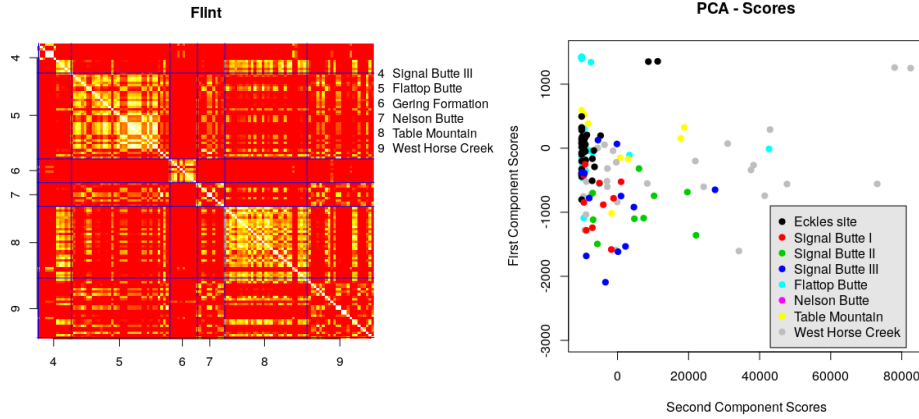 Flint
4
5
6
7
8
9
4 5 6 7 8 9
4 Signal Butte III
5 Flattop Butte
6 Gering Formation
7 Nelson Butte
8 Table Mountain
9 West Horse Creek
PCA - Scores
First Component Scores
1000
0
-1000
-2000
-3000
Eckles site
Signal Butte I
Signal Butte II
Signal Butte III
Flattop Butte
Nelson Butte
Table Mountain
West Horse Creek
0 20000 40000 60000 80000
Second Component Scores